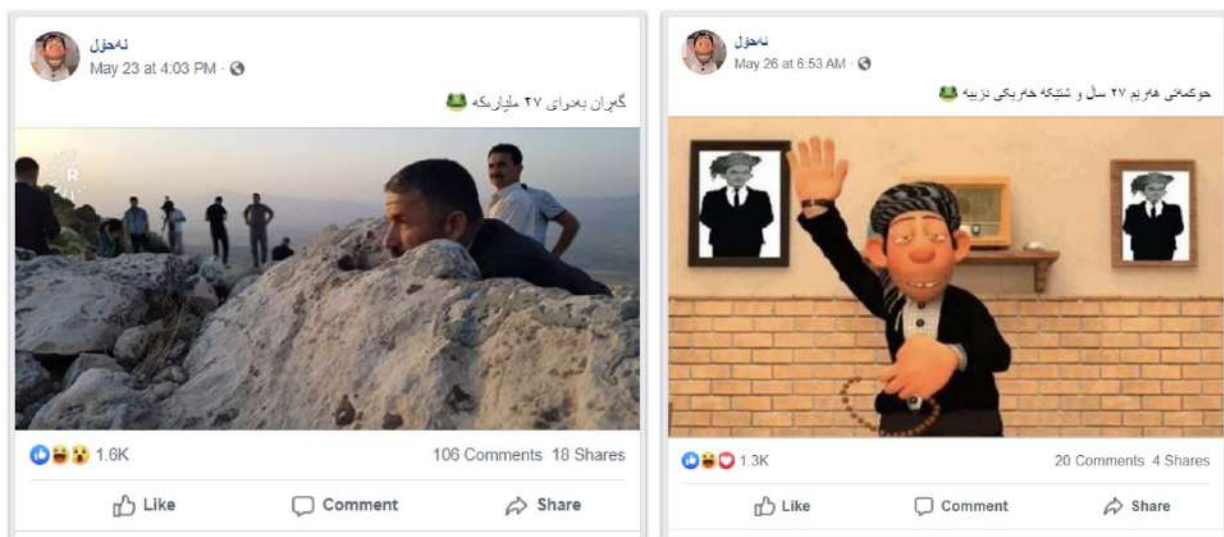 ئەحۆل
May 23 at 4:03 PM ·
گەڕان بەدوای ٢٧ ملیارەکە 🐸
R
1.6K
106 Comments 18 Shares
Like Comment Share
ئەحۆل
May 26 at 6:53 AM ·
حوکمەتی هەرێم ٢٧ ساڵ و شتێکە خەریکی دزییە 🐸
1.3K
20 Comments 4 Shares
Like Comment Share